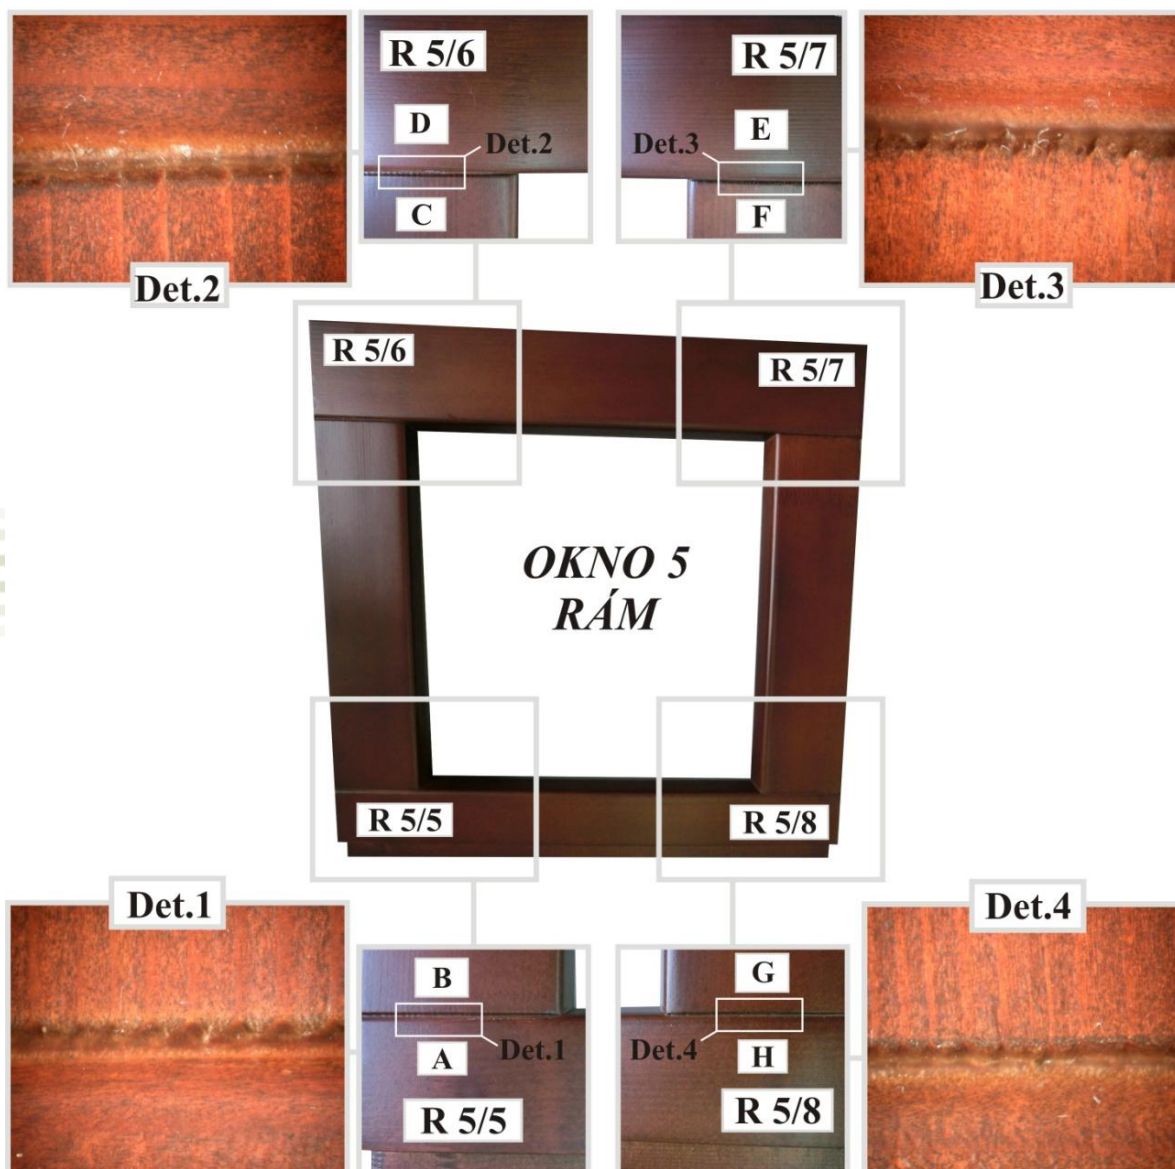 R 5/6
D
Det.2
C
Det.2
R 5/7
E
Det.3
F
Det.3
R 5/6
R 5/7
OKNO 5
RÁM
R 5/5
R 5/8
Det.1
B
A
Det.1
R 5/5
G
Det.4
H
R 5/8
Det.4